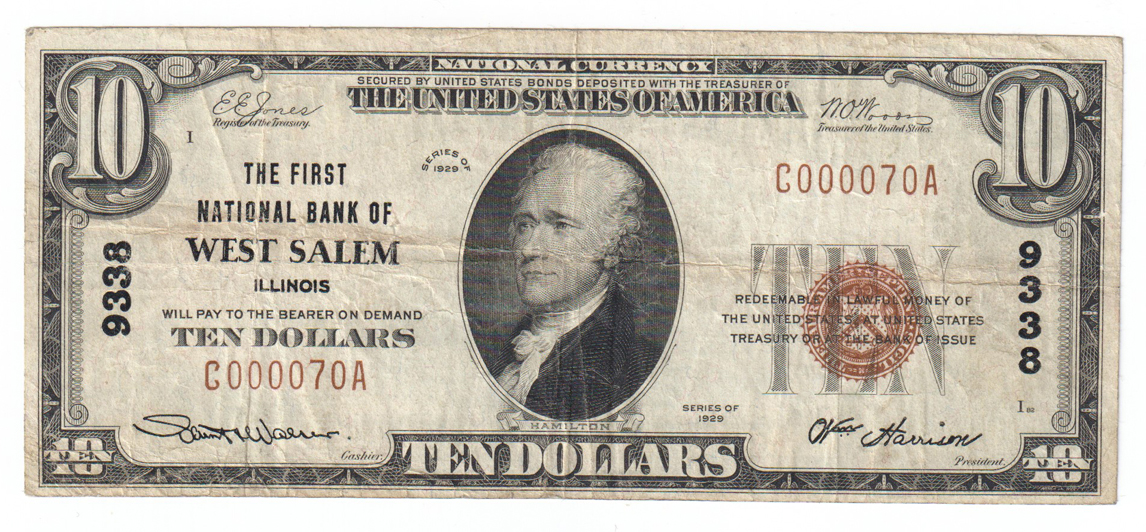 NATIONAL CURRENCY
SECURED BY UNITED STATES BONDS DEPOSITED WITH THE TREASURER OF
THE UNITED STATES OF AMERICA
10
10
E.E. Jones
Register of the Treasury.
W.O. Woods
Treasurer of the United States.
I
SERIES OF
1929
THE FIRST
NATIONAL BANK OF
WEST SALEM
ILLINOIS
C000070A
9338
9338
WILL PAY TO THE BEARER ON DEMAND
TEN DOLLARS
C000070A
TEN
REDEEMABLE IN LAWFUL MONEY OF
THE UNITED STATES AT UNITED STATES
TREASURY OR AT THE BANK OF ISSUE
SERIES OF
1929
I
HAMILTON
Cashier.
Wm Harrison
President.
10
TEN
TEN DOLLARS
10
TEN